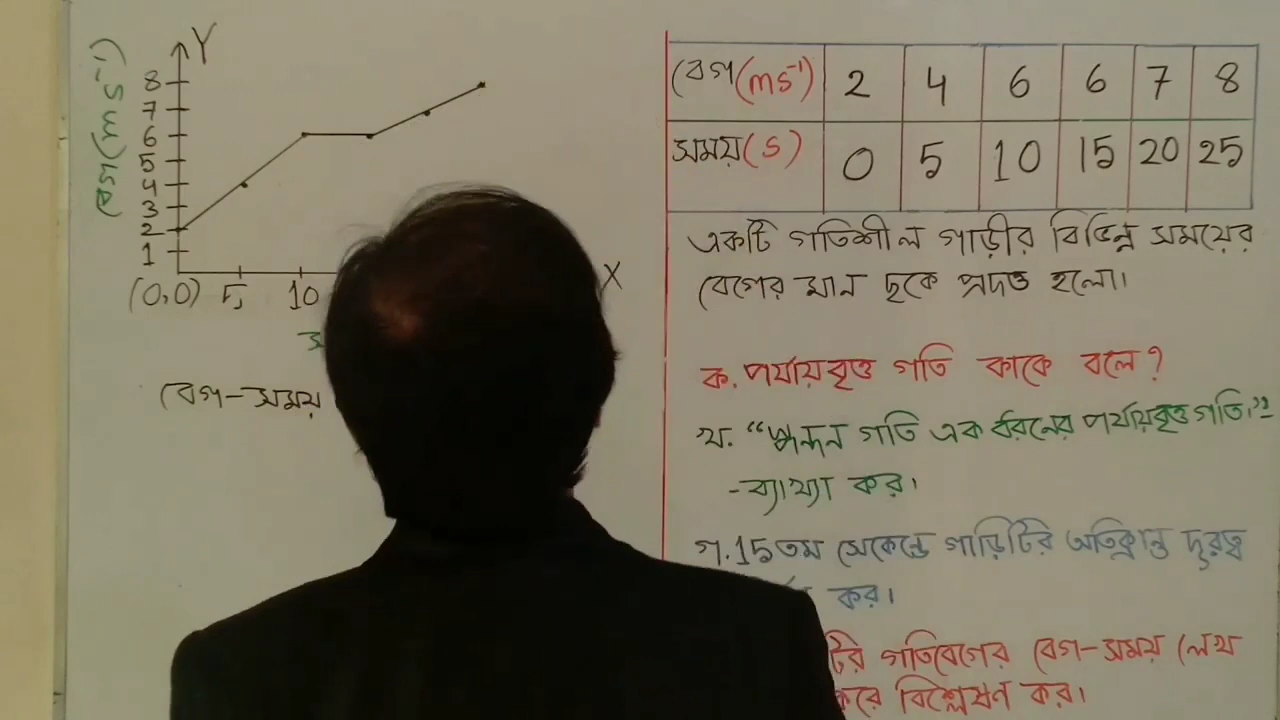 Y
8
7
6
5
4
3
2
1
বেগ(ms⁻¹)
(0,0) 5 10
X
বেগ-সময়
বেগ(ms⁻¹) 2 4 6 6 7 8
সময়(s) 0 5 10 15 20 25
একটি গতিশীল গাড়ীর বিভিন্ন সময়ের
বেগের মান ছকে প্রদত্ত হলো।
ক. পর্যায়বৃত্ত গতি কাকে বলে?
খ. “স্পন্দন গতি এক ধরনের পর্যায়বৃত্ত গতি।”
-ব্যাখ্যা কর।
গ. 15তম সেকেন্ডে গাড়িটির অতিক্রান্ত দূরত্ব
কর।
টির গতিবেগের বেগ-সময় লেখ
করে বিশ্লেষণ কর।